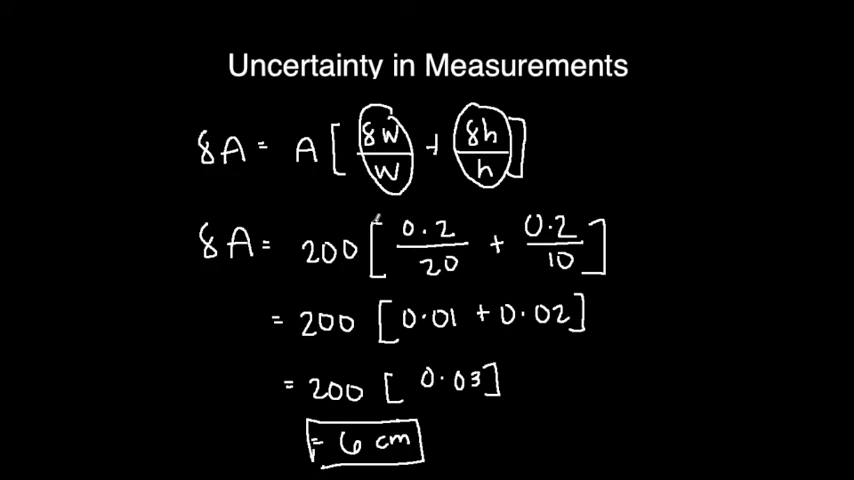 Uncertainty in Measurements
δA = A [ δw/w + δh/h ]
δA = 200 [ 0.2/20 + 0.2/10 ]
= 200 [ 0.01 + 0.02 ]
= 200 [ 0.03 ]
= 6 cm